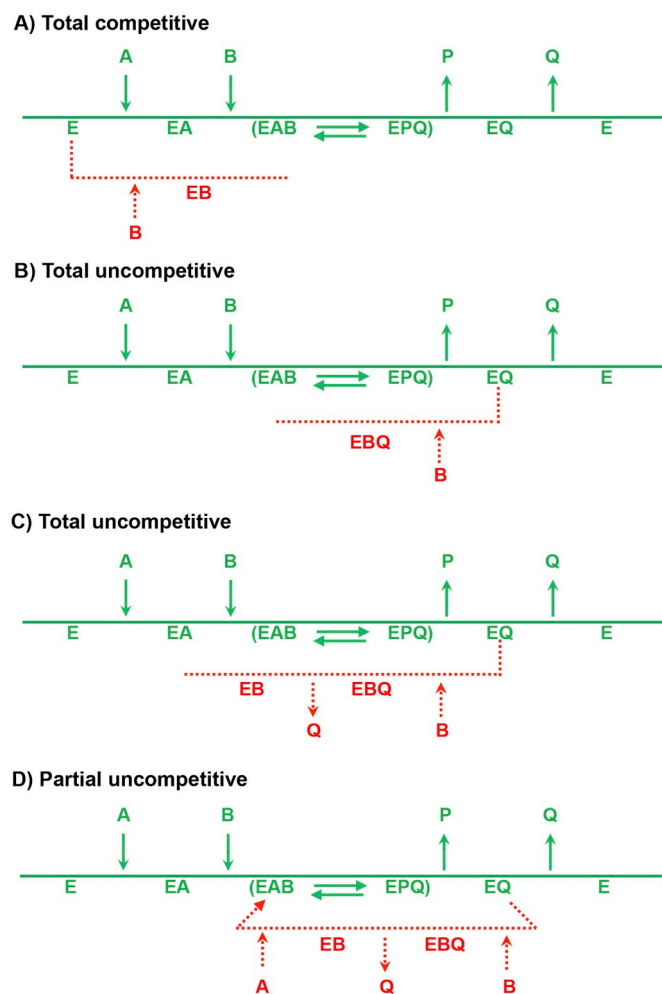 A) Total competitive
A B P Q
E EA (EAB EPQ) EQ E
EB
B
B) Total uncompetitive
A B P Q
E EA (EAB EPQ) EQ E
EBQ
B
C) Total uncompetitive
A B P Q
E EA (EAB EPQ) EQ E
EB EBQ
Q B
D) Partial uncompetitive
A B P Q
E EA (EAB EPQ) EQ E
EB EBQ
A Q B